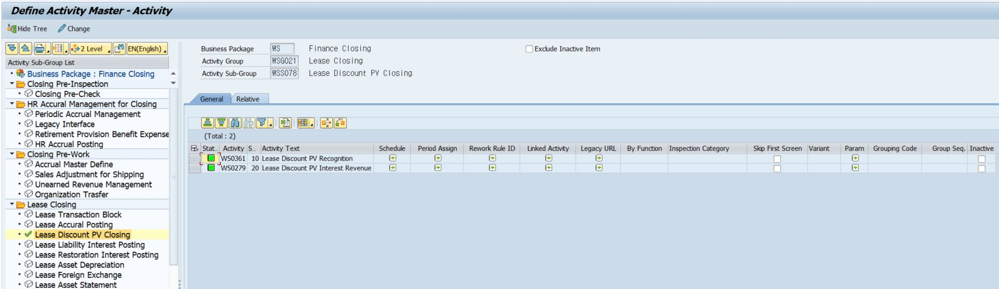 Define Activity Master - Activity
Hide Tree Change
2 Level EN(English)
Activity Sub-Group List
Business Package : Finance Closing
Closing Pre-Inspection
Closing Pre-Check
HR Accural Management for Closing
Periodic Accrual Management
Legacy Interface
Retirement Provision Benefit Expense
HR Accrual Posting
Closing Pre-Work
Accrual Master Define
Sales Adjustment for Shipping
Unearned Revenue Management
Organization Trasfer
Lease Closing
Lease Transaction Block
Lease Accural Posting
Lease Discount PV Closing
Lease Liability Interest Posting
Lease Restoration Interest Posting
Lease Asset Depreciation
Lease Foreign Exchange
Lease Asset Statement
Business Package WS Finance Closing Exclude Inactive Item
Activity Group WSG021 Lease Closing
Activity Sub-Group WSS078 Lease Discount PV Closing
General Relative
(Total : 2)
Stat.. Activity S... Activity Text Schedule Period Assign Rework Rule ID Linked Activity Legacy URL By Function Inspection Category Skip First Screen Variant Param Grouping Code Group Seq. Inactive
WS0361 10 Lease Discount PV Recognition
WS0279 20 Lease Discount PV Interest Revenue